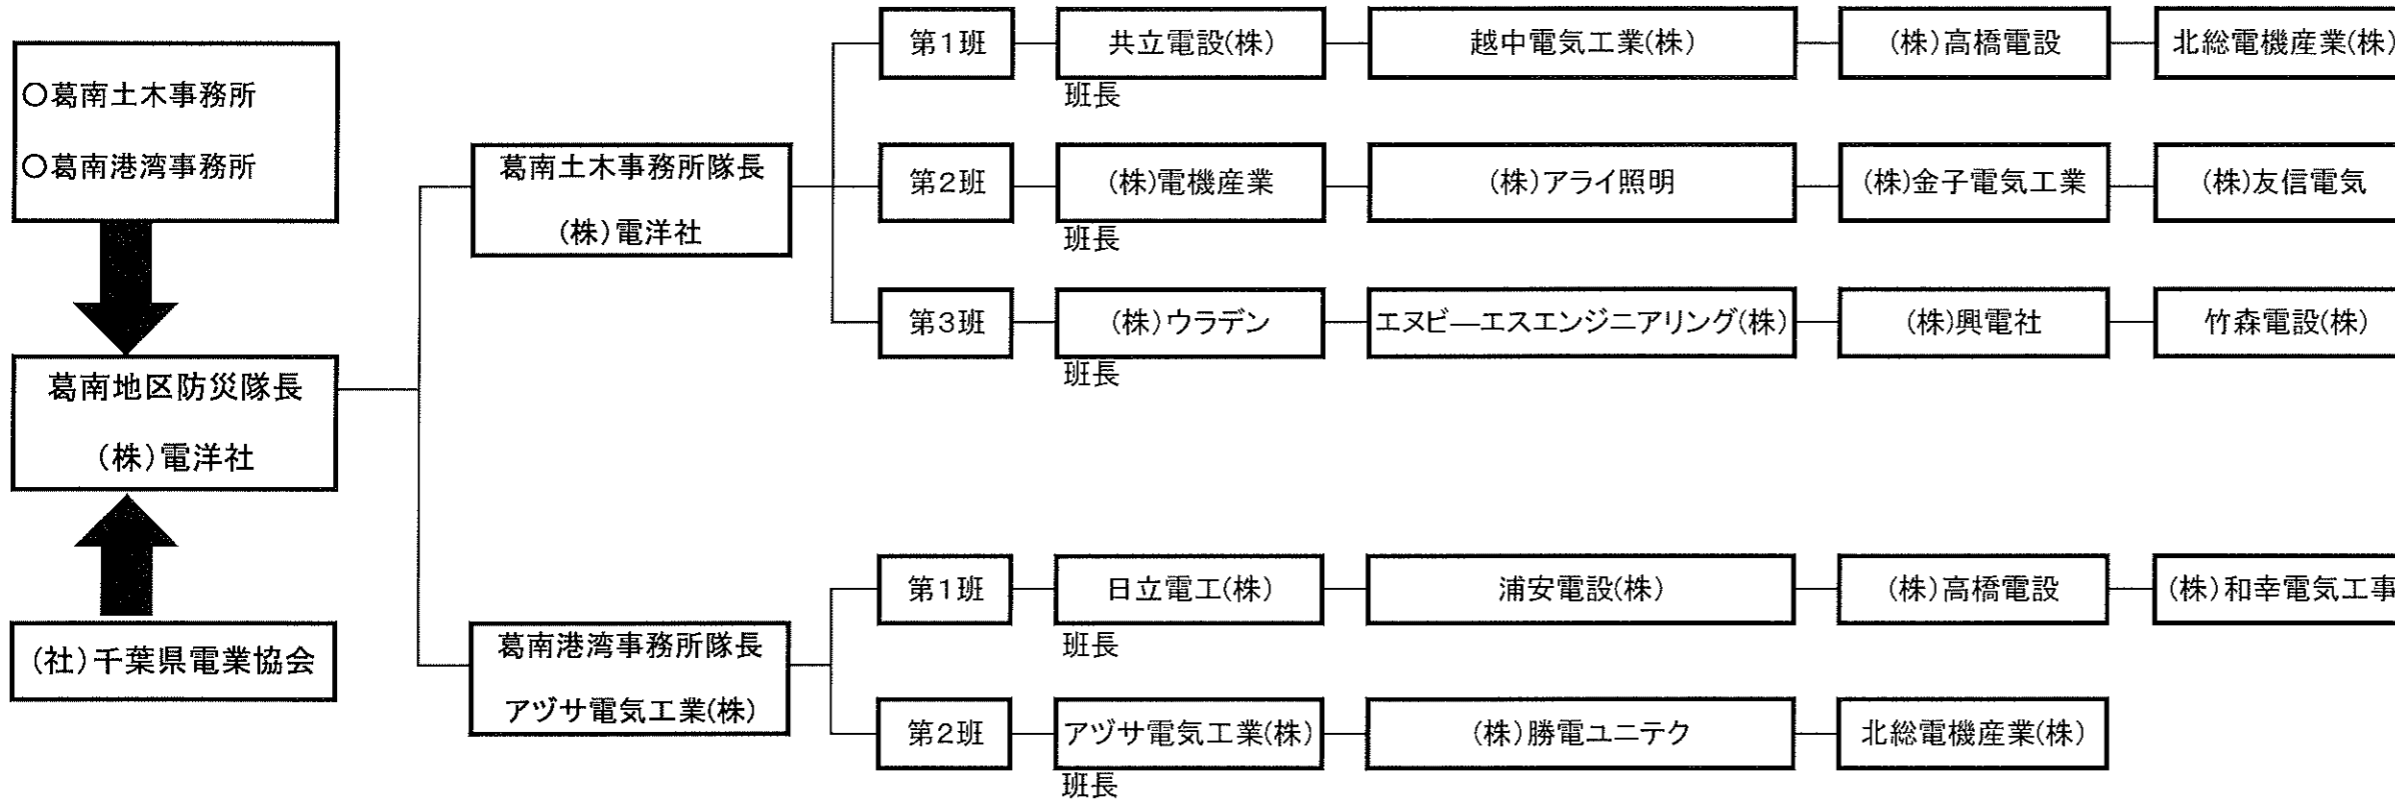 ○葛南土木事務所
○葛南港湾事務所
葛南地区防災隊長
(株)電洋社
(社)千葉県電業協会
葛南土木事務所隊長
(株)電洋社
第1班 共立電設(株) 越中電気工業(株) (株)高橋電設 北総電機産業(株)
班長
第2班 (株)電機産業 (株)アライ照明 (株)金子電気工業 (株)友信電気
班長
第3班 (株)ウラデン エヌビ―エスエンジニアリング(株) (株)興電社 竹森電設(株)
班長
葛南港湾事務所隊長
アヅサ電気工業(株)
第1班 日立電工(株) 浦安電設(株) (株)高橋電設 (株)和幸電気工事
班長
第2班 アヅサ電気工業(株) (株)勝電ユニテク 北総電機産業(株)
班長